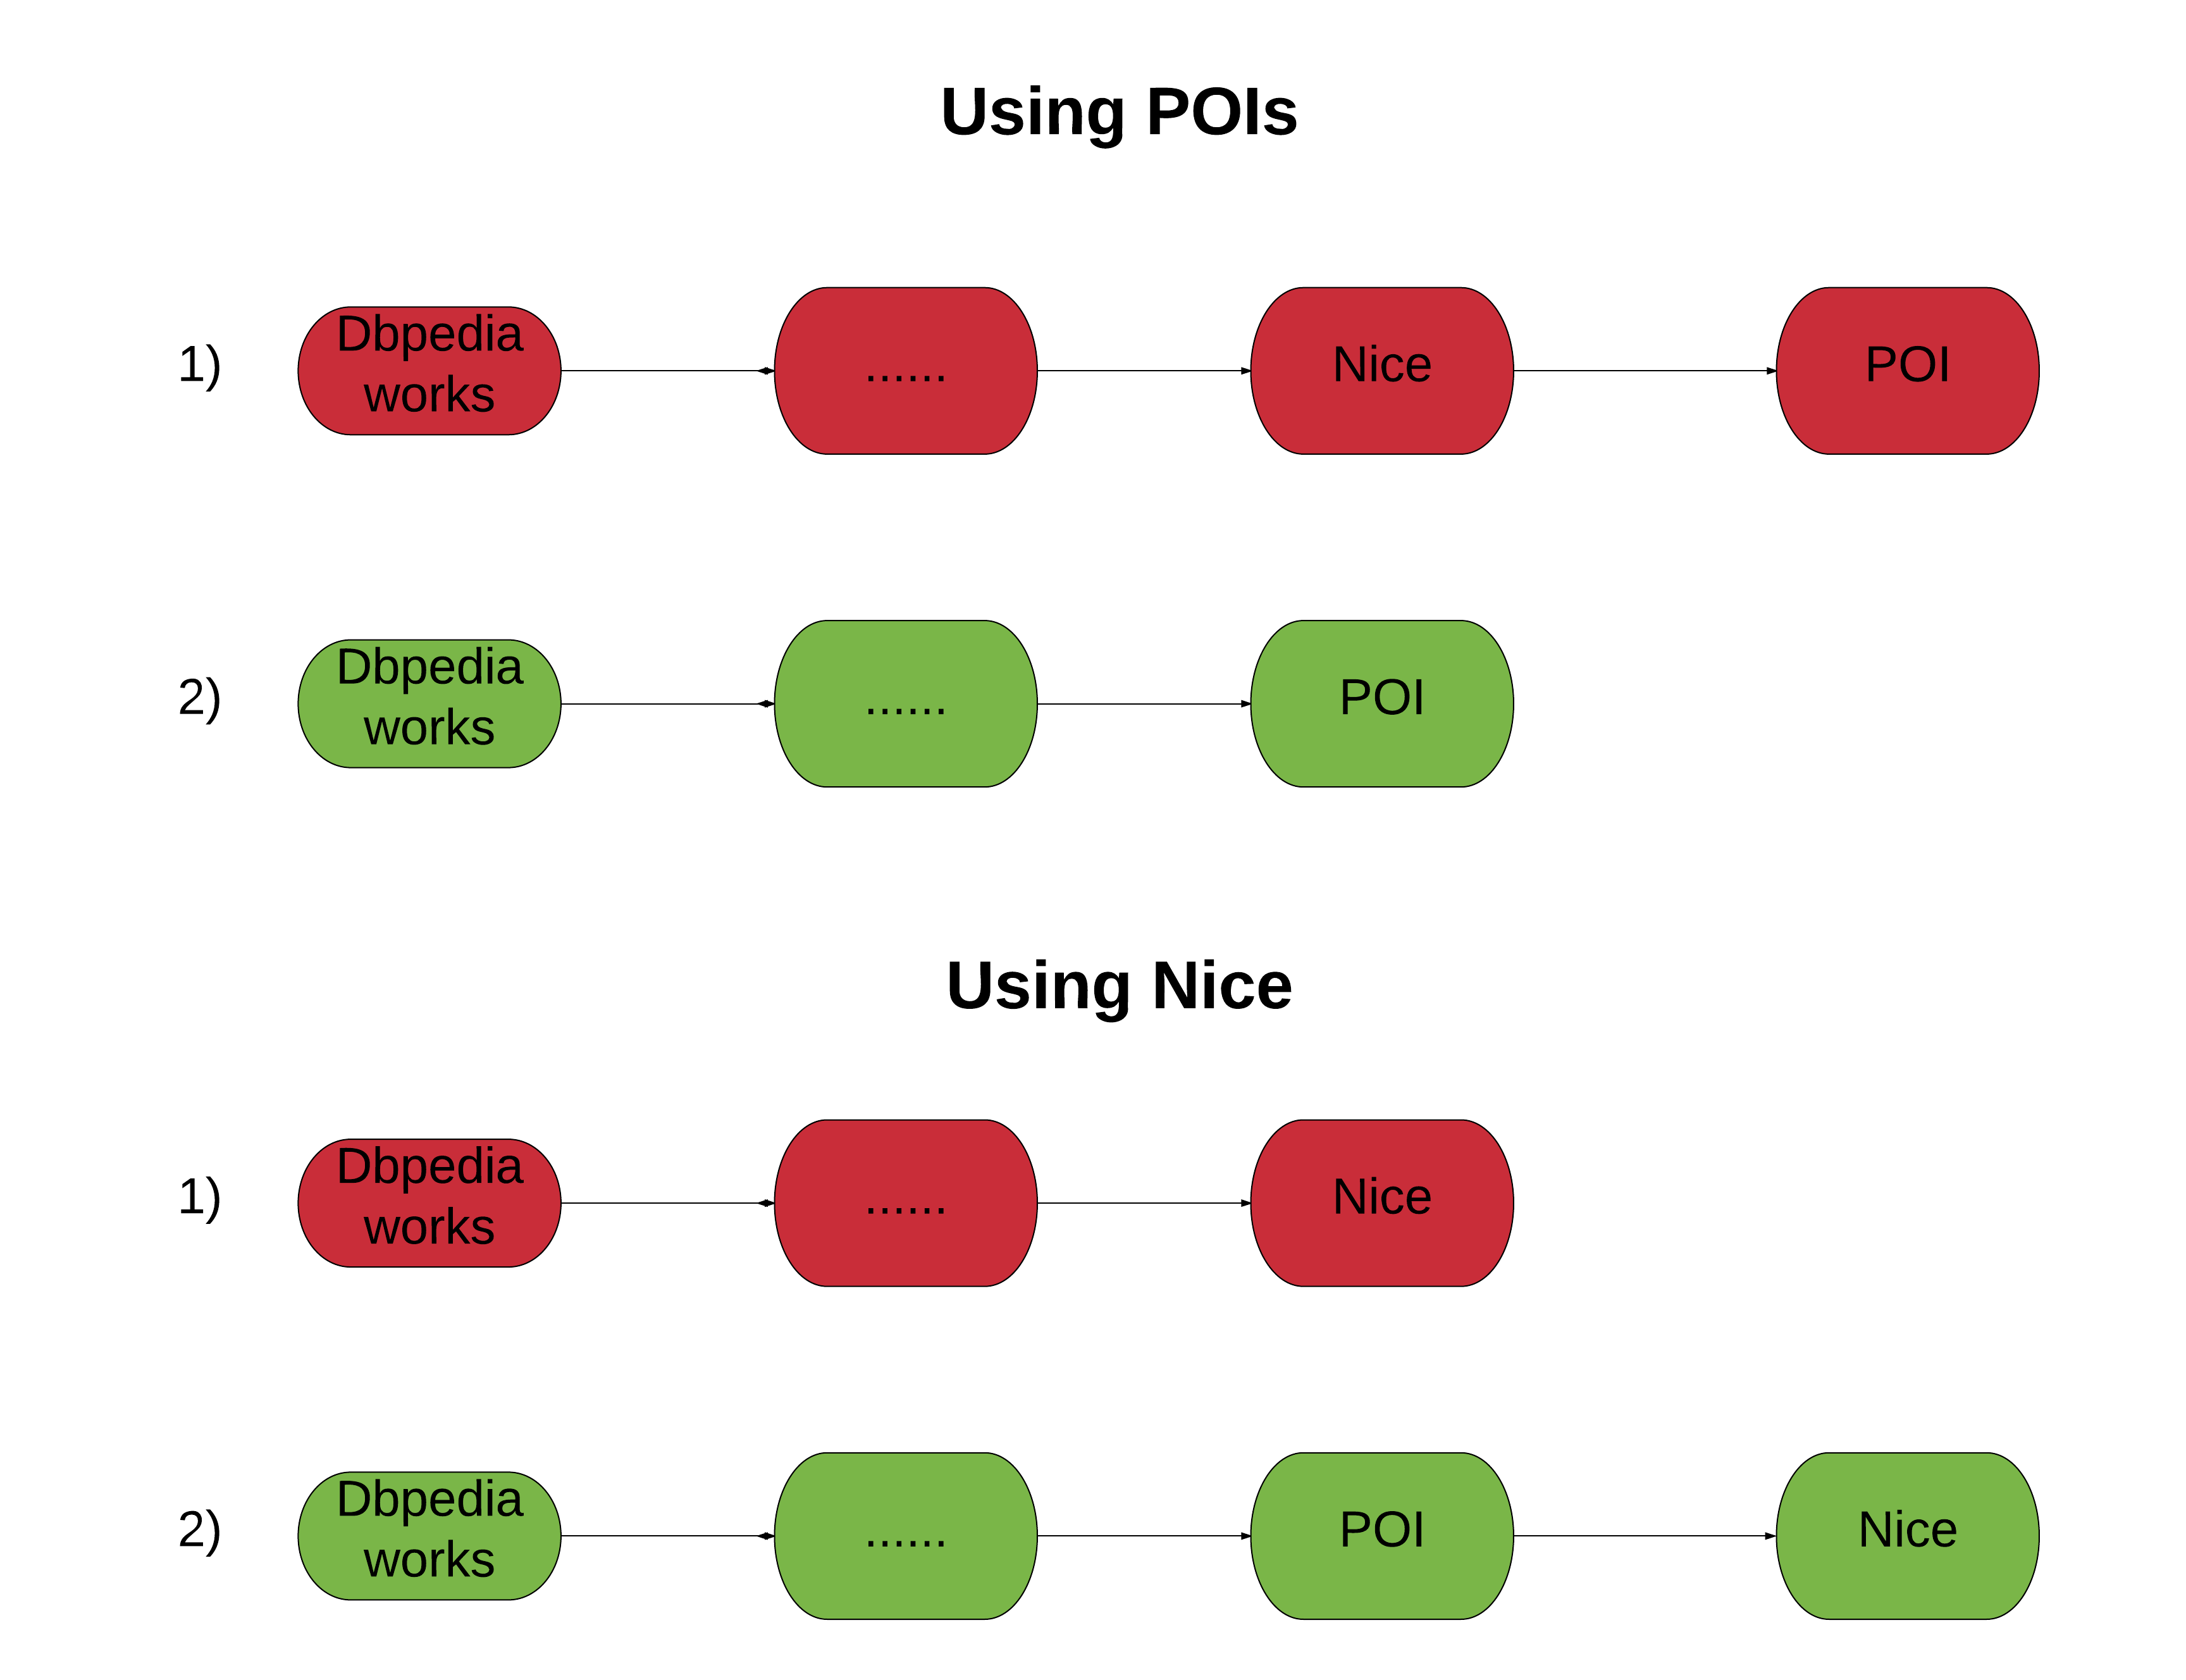 Using POIs
1)
Dbpedia
works
......
Nice
POI
2)
Dbpedia
works
......
POI
Using Nice
1)
Dbpedia
works
......
Nice
2)
Dbpedia
works
......
POI
Nice